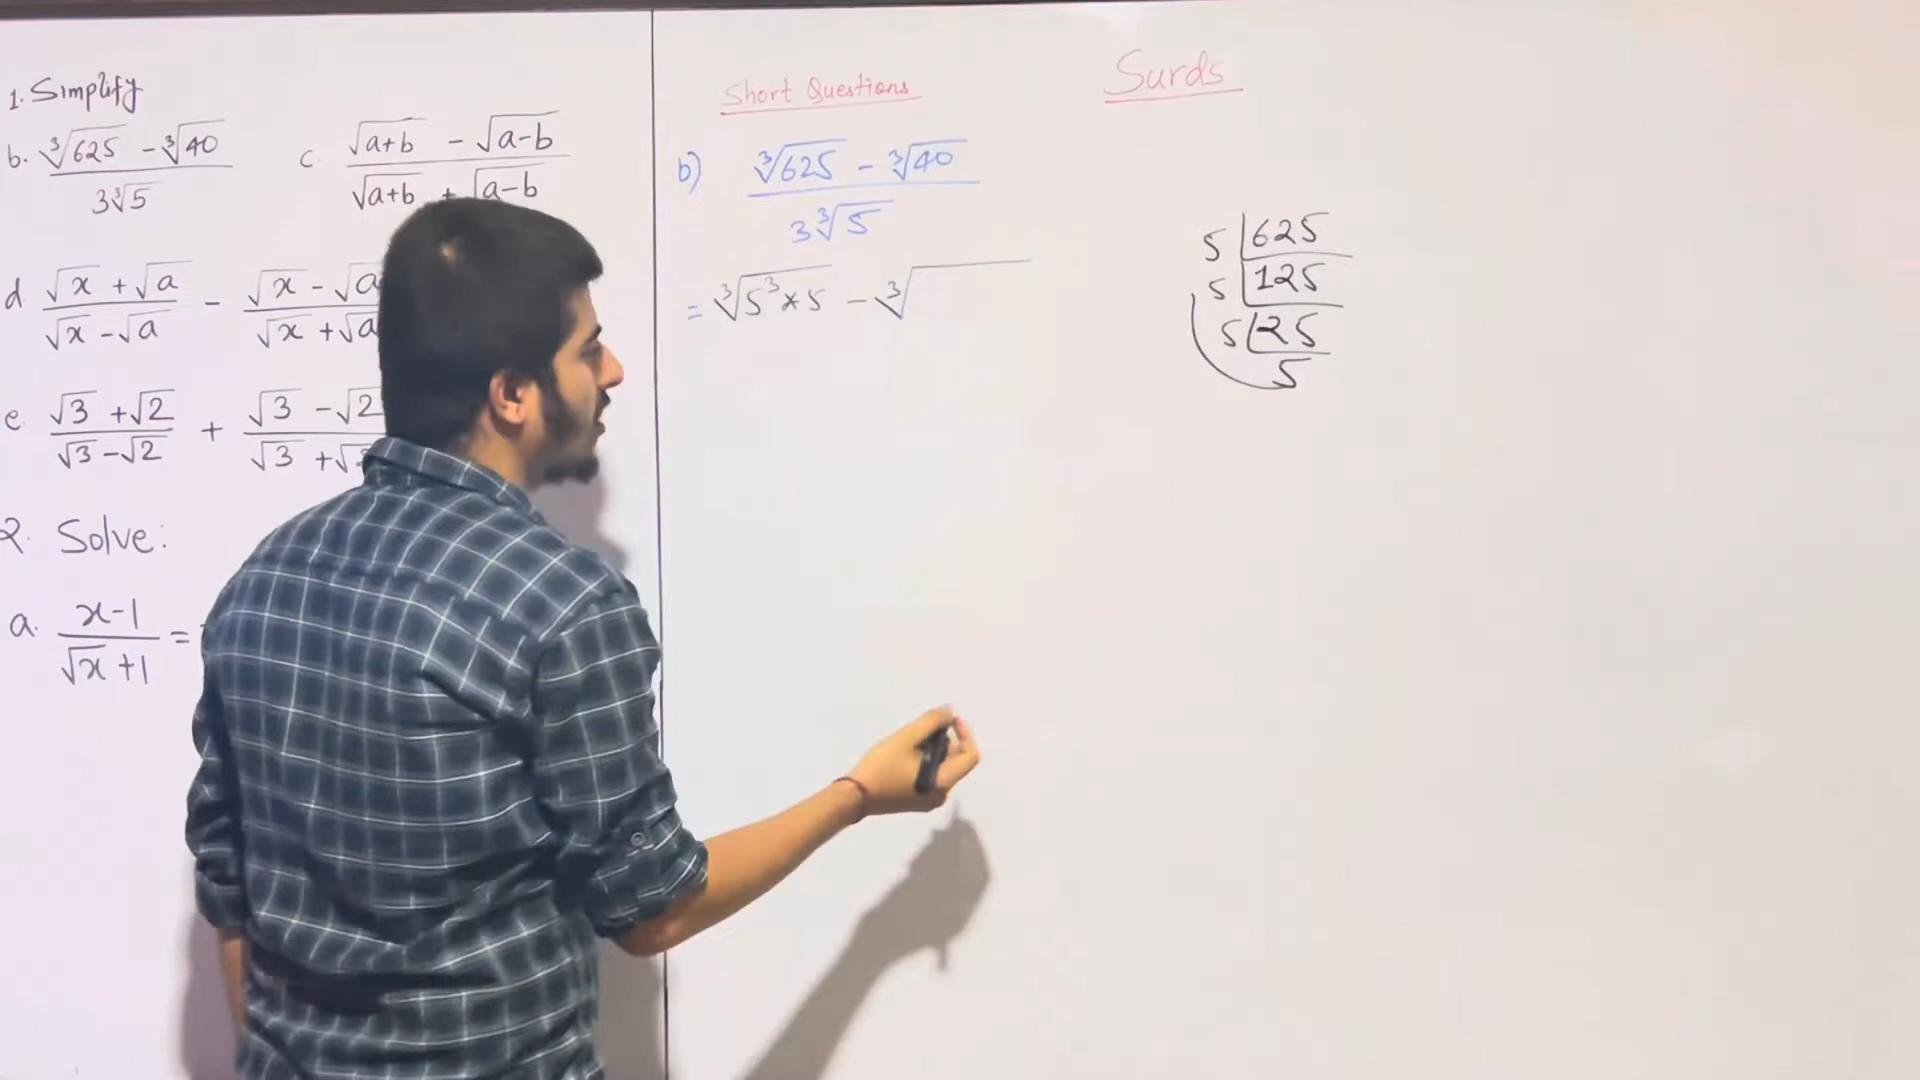 1. Simplify
b. (∛625 - ∛40) / 3∛5
c. (√(a+b) - √(a-b)) / (√(a+b) + √(a-b))
d (√x + √a) / (√x - √a) - (√x - √a) / (√x + √a)
e. (√3 + √2) / (√3 - √2) + (√3 - √2) / (√3 + √
2. Solve:
a. (x-1) / (√x + 1) =
Short Questions
b) (∛625 - ∛40) / 3∛5
= ∛(5³*5) - ∛
Surds
5 | 625
5 | 125
5 | 25
5